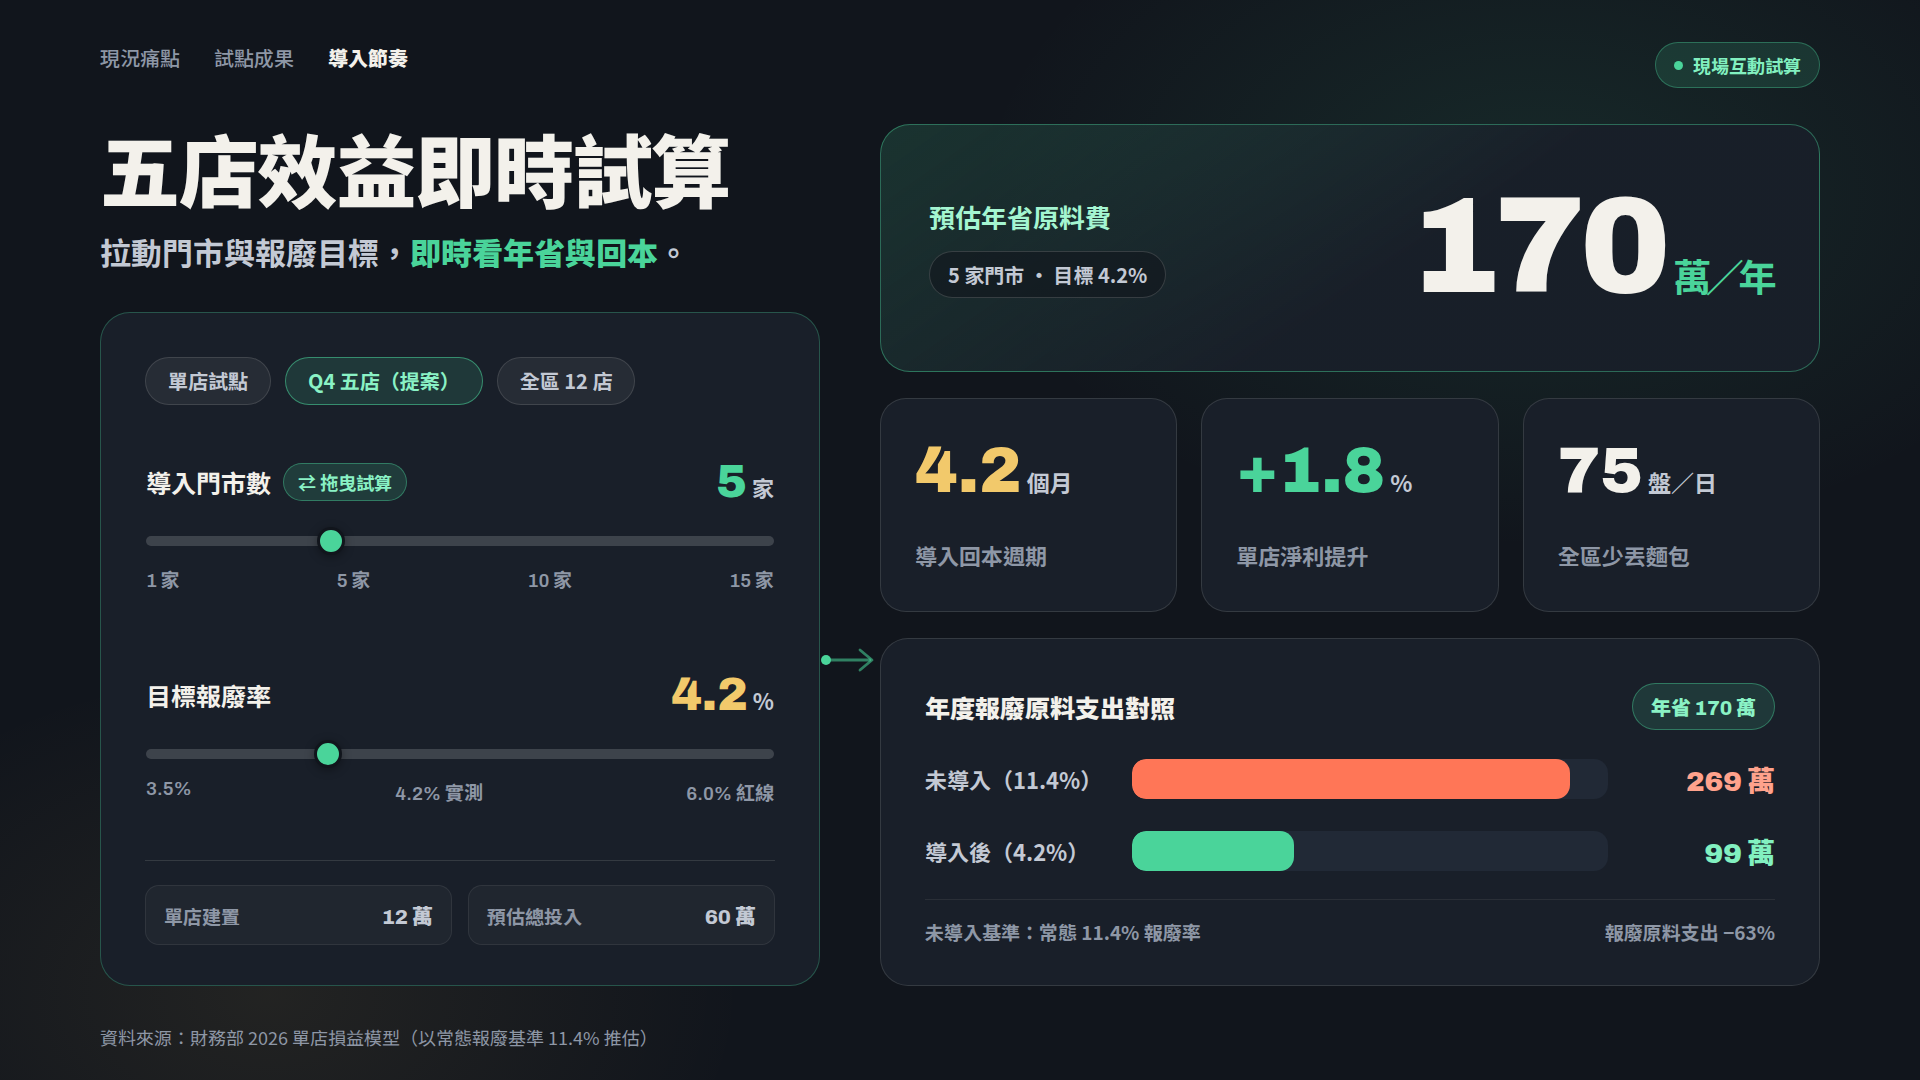 現況痛點 試點成果 導入節奏
現場互動試算
五店效益即時試算
拉動門市與報廢目標，即時看年省與回本。
單店試點
Q4 五店（提案）
全區 12 店
導入門市數
⇄ 拖曳試算
5 家
1 家 5 家 10 家 15 家
目標報廢率
4.2 %
3.5% 4.2% 實測 6.0% 紅線
單店建置 12 萬
預估總投入 60 萬
預估年省原料費
5 家門市 · 目標 4.2%
170 萬／年
4.2 個月
導入回本週期
+1.8 %
單店淨利提升
75 盤／日
全區少丟麵包
年度報廢原料支出對照
年省 170 萬
未導入（11.4%） 269 萬
導入後（4.2%） 99 萬
未導入基準：常態 11.4% 報廢率
報廢原料支出 −63%
資料來源：財務部 2026 單店損益模型（以常態報廢基準 11.4% 推估）